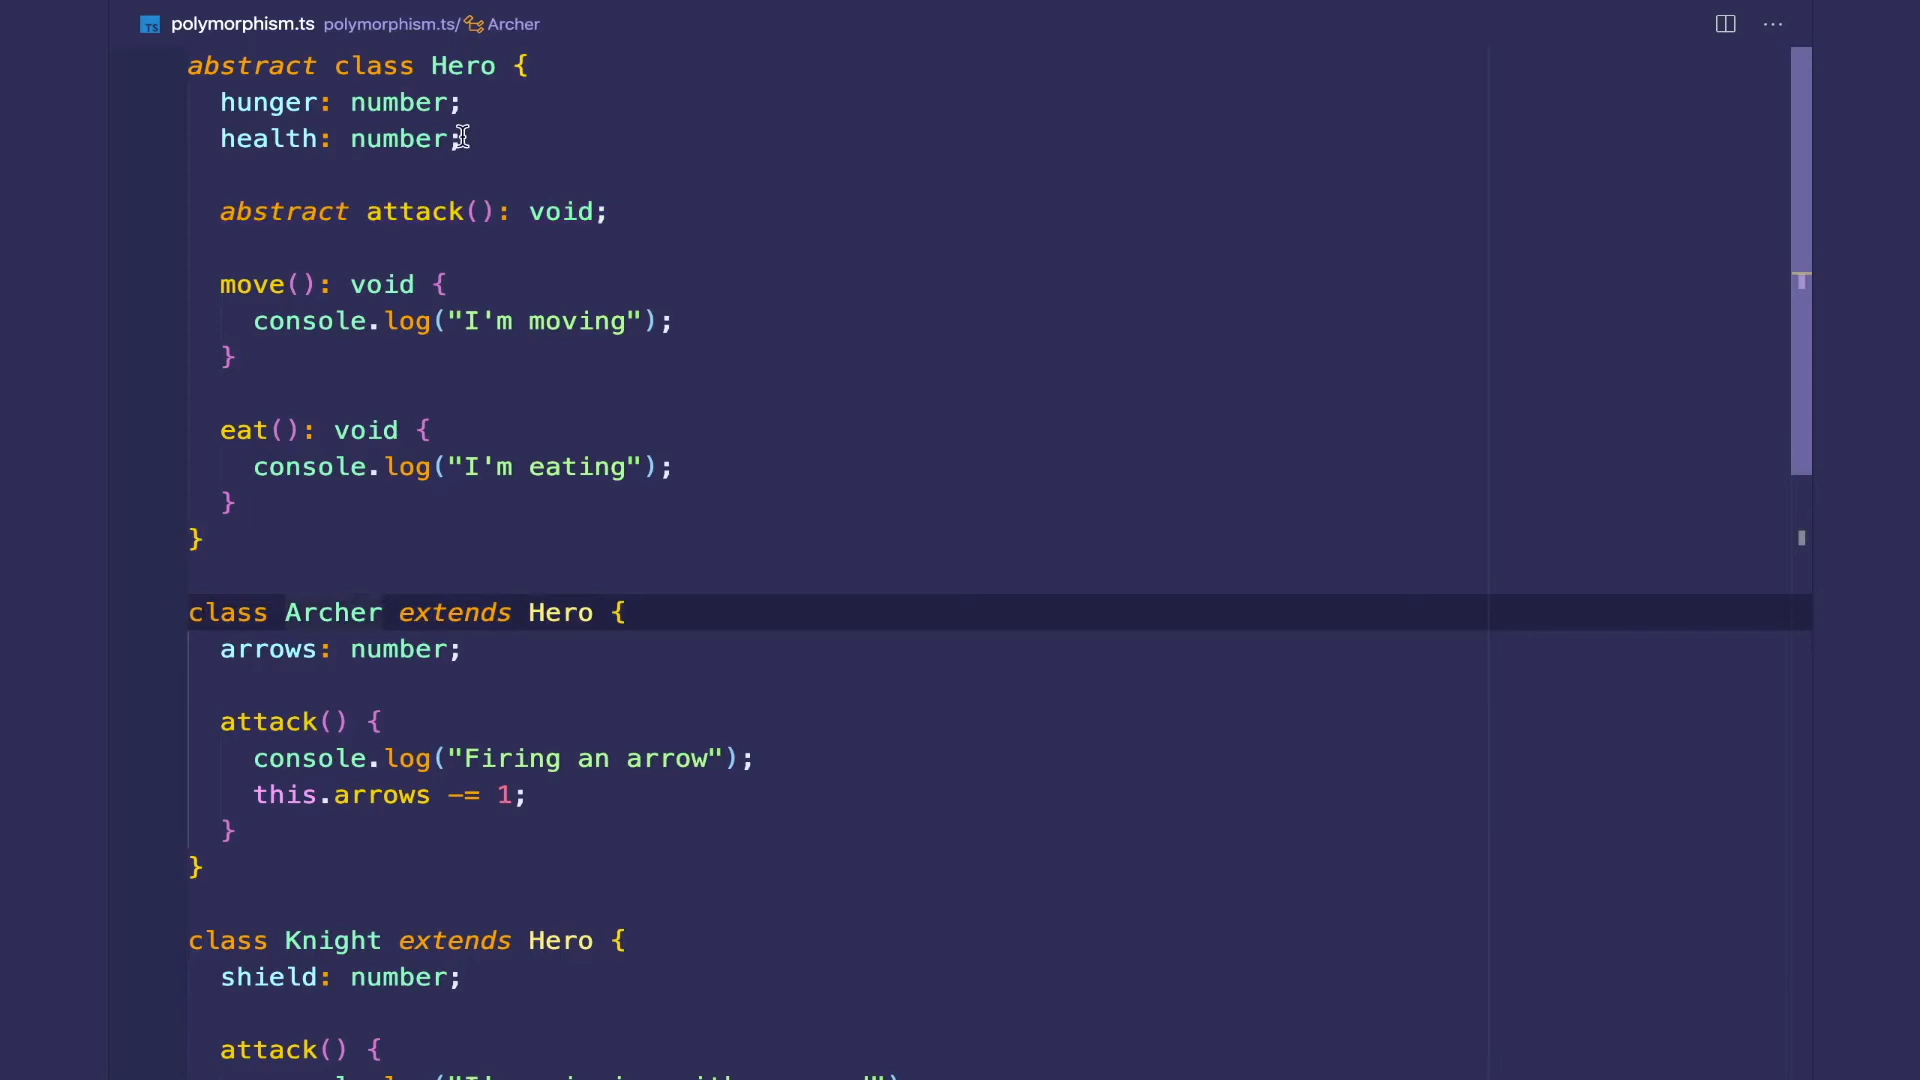 TS polymorphism.ts polymorphism.ts/ Archer ...
abstract class Hero {
  hunger: number;
  health: number;

  abstract attack(): void;

  move(): void {
    console.log("I'm moving");
  }

  eat(): void {
    console.log("I'm eating");
  }
}

class Archer extends Hero {
  arrows: number;

  attack() {
    console.log("Firing an arrow");
    this.arrows -= 1;
  }
}

class Knight extends Hero {
  shield: number;

  attack() {